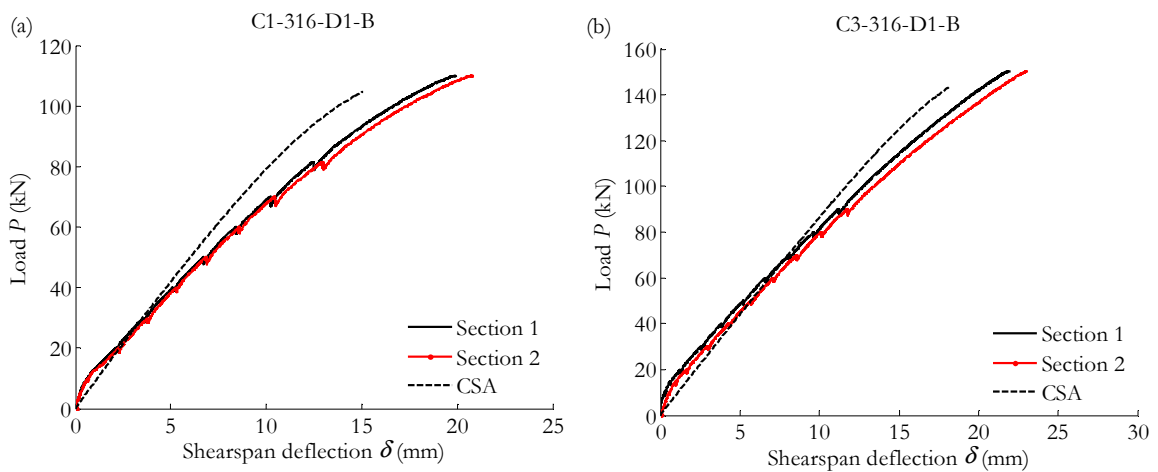 (a)
C1-316-D1-B
120
100
80
60
40
20
0
Load P (kN)
0
5
10
15
20
25
Shearspan deflection δ (mm)
Section 1
Section 2
CSA
(b)
C3-316-D1-B
160
140
120
100
80
60
40
20
0
Load P (kN)
0
5
10
15
20
25
30
Shearspan deflection δ (mm)
Section 1
Section 2
CSA